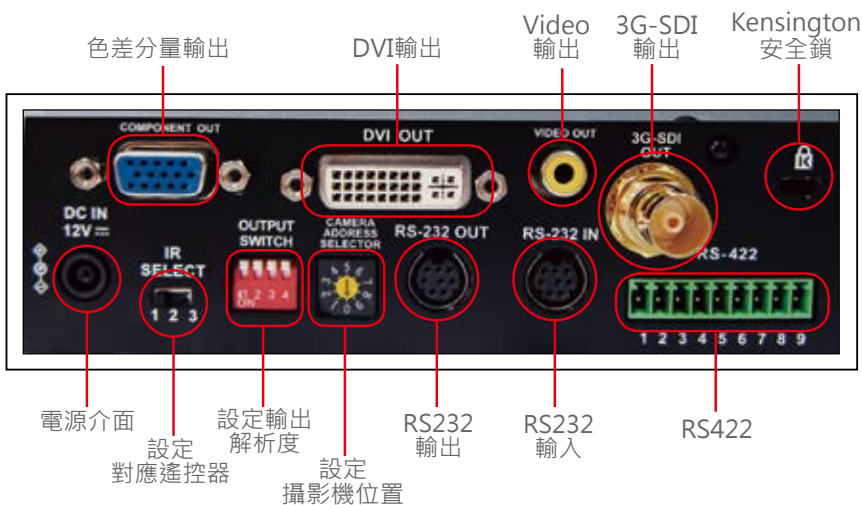 色差分量輸出
DVI輸出
Video
輸出
3G-SDI
輸出
Kensington
安全鎖
COMPONENT OUT
DVI OUT
VIDEO OUT
3G-SDI
OUT
K
DC IN
12V
IR
SELECT
1 2 3
OUTPUT
SWITCH
1 2 3 4
ON
CAMERA
ADDRESS
SELECTOR
RS-232 OUT
RS-232 IN
RS-422
1 2 3 4 5 6 7 8 9
電源介面
設定
對應遙控器
設定輸出
解析度
設定
攝影機位置
RS232
輸出
RS232
輸入
RS422